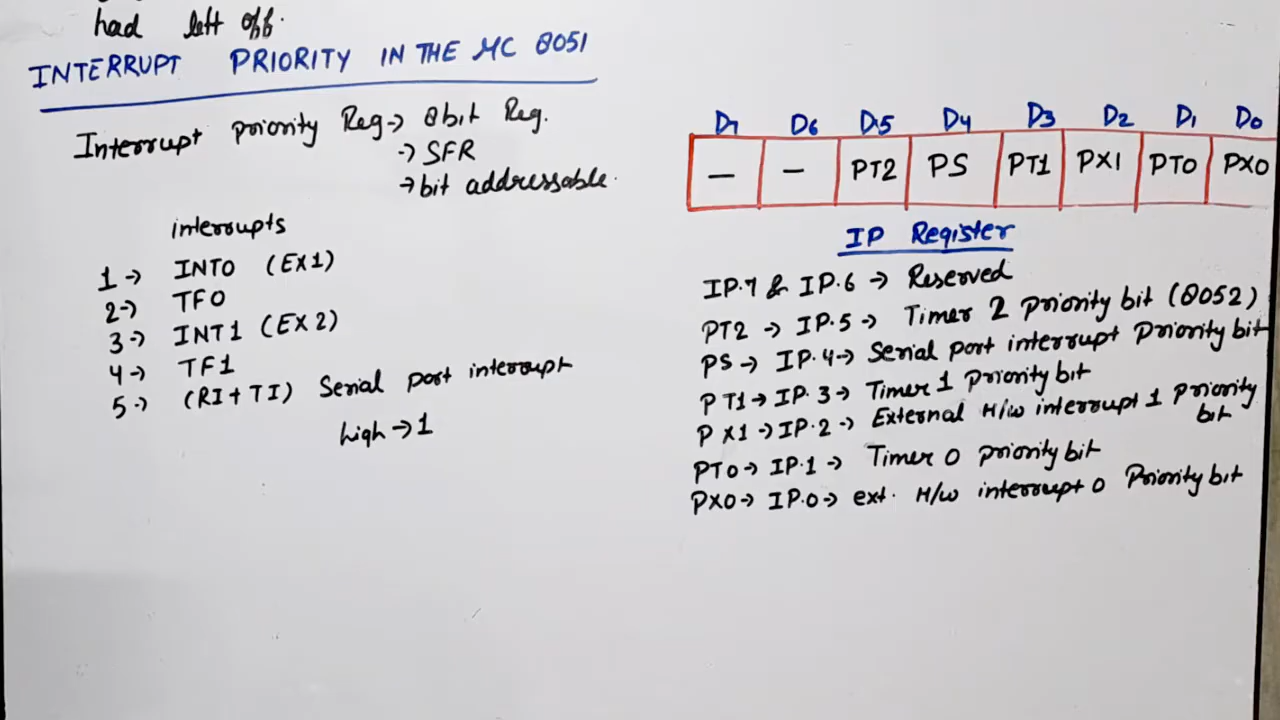 had left off.
INTERRUPT PRIORITY IN THE MC 8051
Interrupt priority Reg → 8bit Reg.
→ SFR
→ bit addressable.
interrupts
1 → INT0 (EX1)
2 → TF0
3 → INT1 (EX2)
4 → TF1
5 → (RI+TI) Serial port interrupt
high → 1
D7 D6 D5 D4 D3 D2 D1 D0
— — PT2 PS PT1 PX1 PT0 PX0
IP Register
IP.7 & IP.6 → Reserved
PT2 → IP.5 → Timer 2 priority bit (8052)
PS → IP.4 → Serial port interrupt Priority bit
PT1 → IP.3 → Timer 1 Priority bit
PX1 → IP.2 → External H/w interrupt 1 priority
bit
PT0 → IP.1 → Timer 0 priority bit
PX0 → IP.0 → ext. H/w interrupt 0 Priority bit